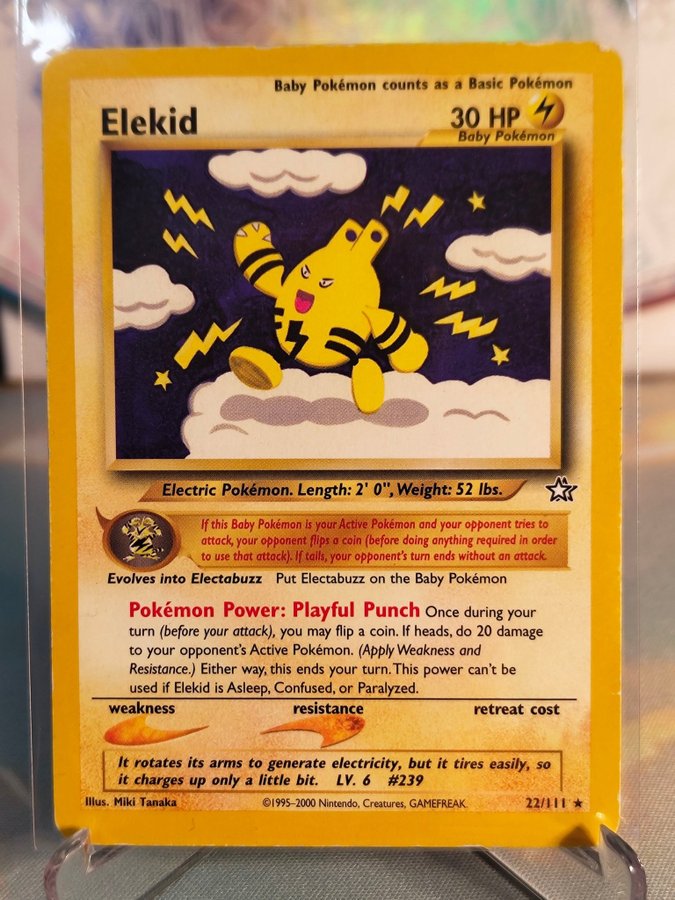 Baby Pokémon counts as a Basic Pokémon
Elekid
30 HP
Baby Pokémon
Electric Pokémon. Length: 2' 0", Weight: 52 lbs.
If this Baby Pokémon is your Active Pokémon and your opponent tries to
attack, your opponent flips a coin (before doing anything required in order
to use that attack). If tails, your opponent's turn ends without an attack.
Evolves into Electabuzz Put Electabuzz on the Baby Pokémon
Pokémon Power: Playful Punch Once during your
turn (before your attack), you may flip a coin. If heads, do 20 damage
to your opponent's Active Pokémon. (Apply Weakness and
Resistance.) Either way, this ends your turn. This power can't be
used if Elekid is Asleep, Confused, or Paralyzed.
weakness resistance retreat cost
It rotates its arms to generate electricity, but it tires easily, so
it charges up only a little bit. LV. 6 #239
Illus. Miki Tanaka ©1995-2000 Nintendo, Creatures, GAMEFREAK. 22/111 ★